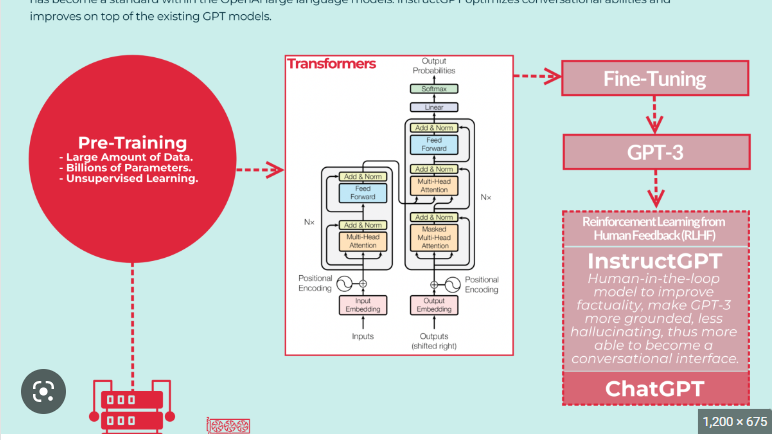 has become a standard within the OpenAI large language models. InstructGPT optimizes conversational abilities and
improves on top of the existing GPT models.
Pre-Training
- Large Amount of Data.
- Billions of Parameters.
- Unsupervised Learning.
Transformers
Output
Probabilities
Softmax
Linear
Add & Norm
Feed
Forward
Add & Norm
Multi-Head
Attention
Nx
Add & Norm
Masked
Multi-Head
Attention
Add & Norm
Feed
Forward
Nx
Add & Norm
Multi-Head
Attention
Positional
Encoding
Positional
Encoding
Input
Embedding
Output
Embedding
Inputs
Outputs
(shifted right)
Fine-Tuning
GPT-3
Reinforcement Learning from
Human Feedback (RLHF)
InstructGPT
Human-in-the-loop
model to improve
factuality, make GPT-3
more grounded, less
hallucinating, thus more
able to become a
conversational interface.
ChatGPT
1,200 × 675